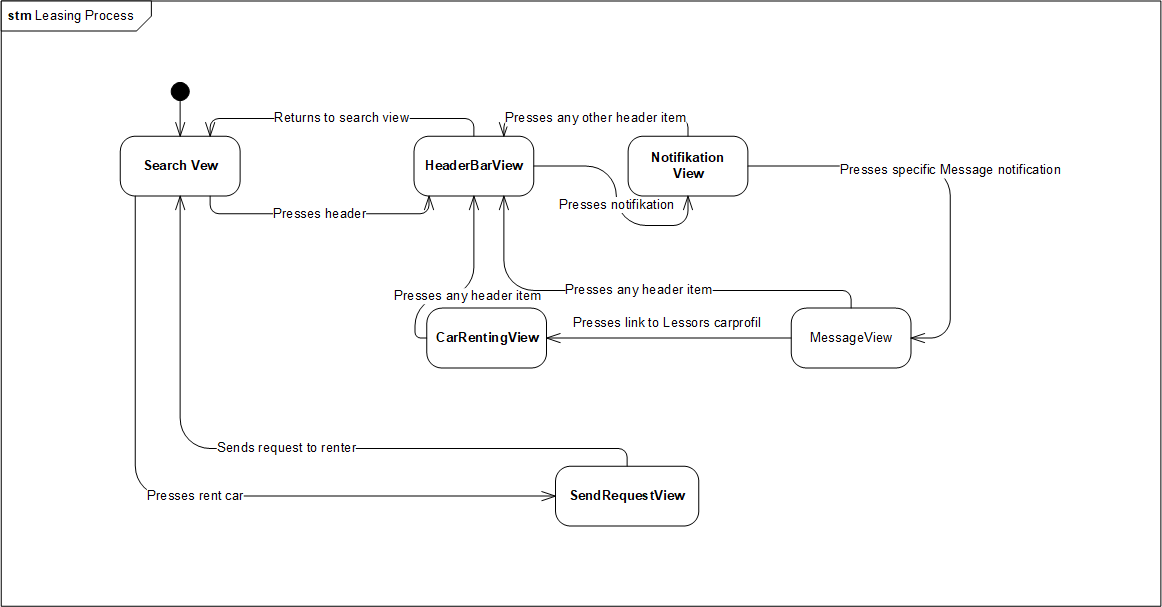 stm Leasing Process
Returns to search view
Presses any other header item
Search Vew
HeaderBarView
Notifikation
View
Presses specific Message notification
Presses notifikation
Presses header
Presses any header item
Presses any header item
Presses link to Lessors carprofil
CarRentingView
MessageView
Sends request to renter
Presses rent car
SendRequestView